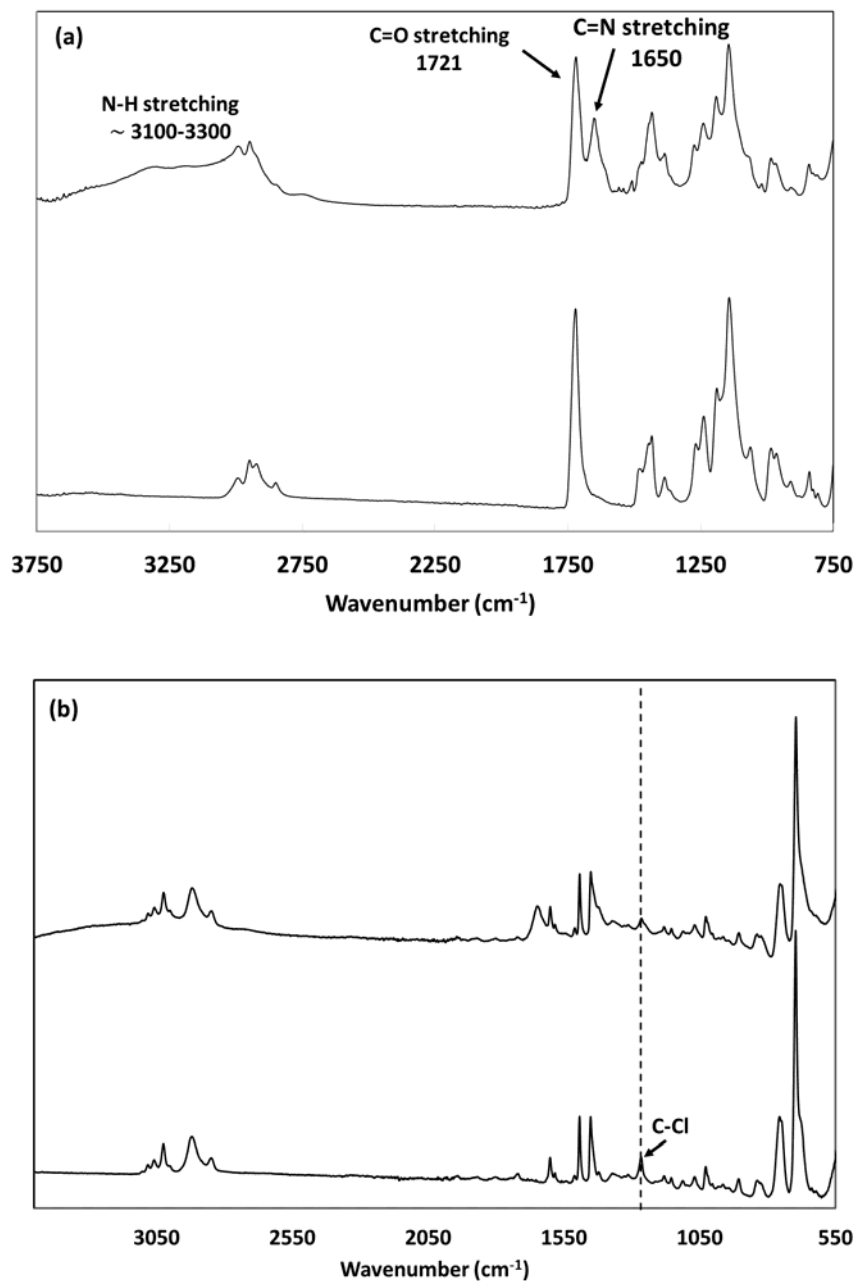 (a)
C=O stretching
1721
C=N stretching
1650
N-H stretching
~ 3100-3300
3750 3250 2750 2250 1750 1250 750
Wavenumber (cm⁻¹)
(b)
C-Cl
3050 2550 2050 1550 1050 550
Wavenumber (cm⁻¹)